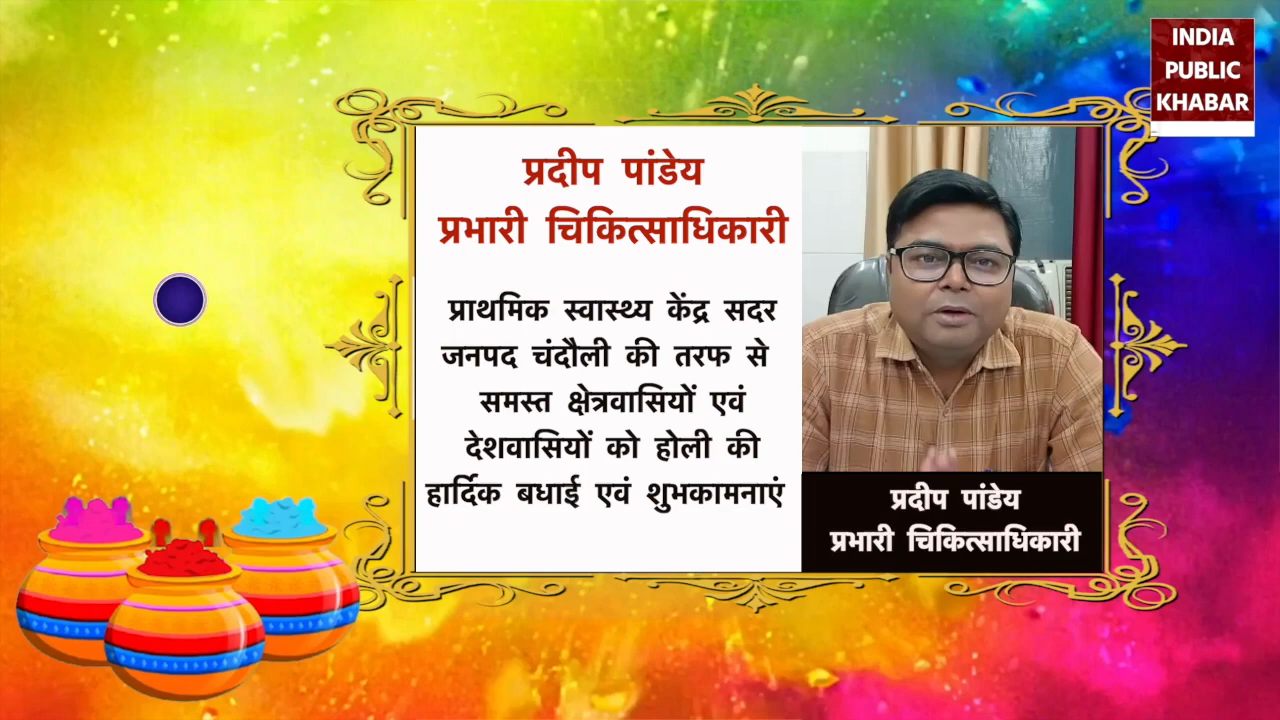 INDIA
PUBLIC
KHABAR
प्रदीप पांडेय
प्रभारी चिकित्साधिकारी
प्राथमिक स्वास्थ्य केंद्र सदर
जनपद चंदौली की तरफ से
समस्त क्षेत्रवासियों एवं
देशवासियों को होली की
हार्दिक बधाई एवं शुभकामनाएं
प्रदीप पांडेय
प्रभारी चिकित्साधिकारी